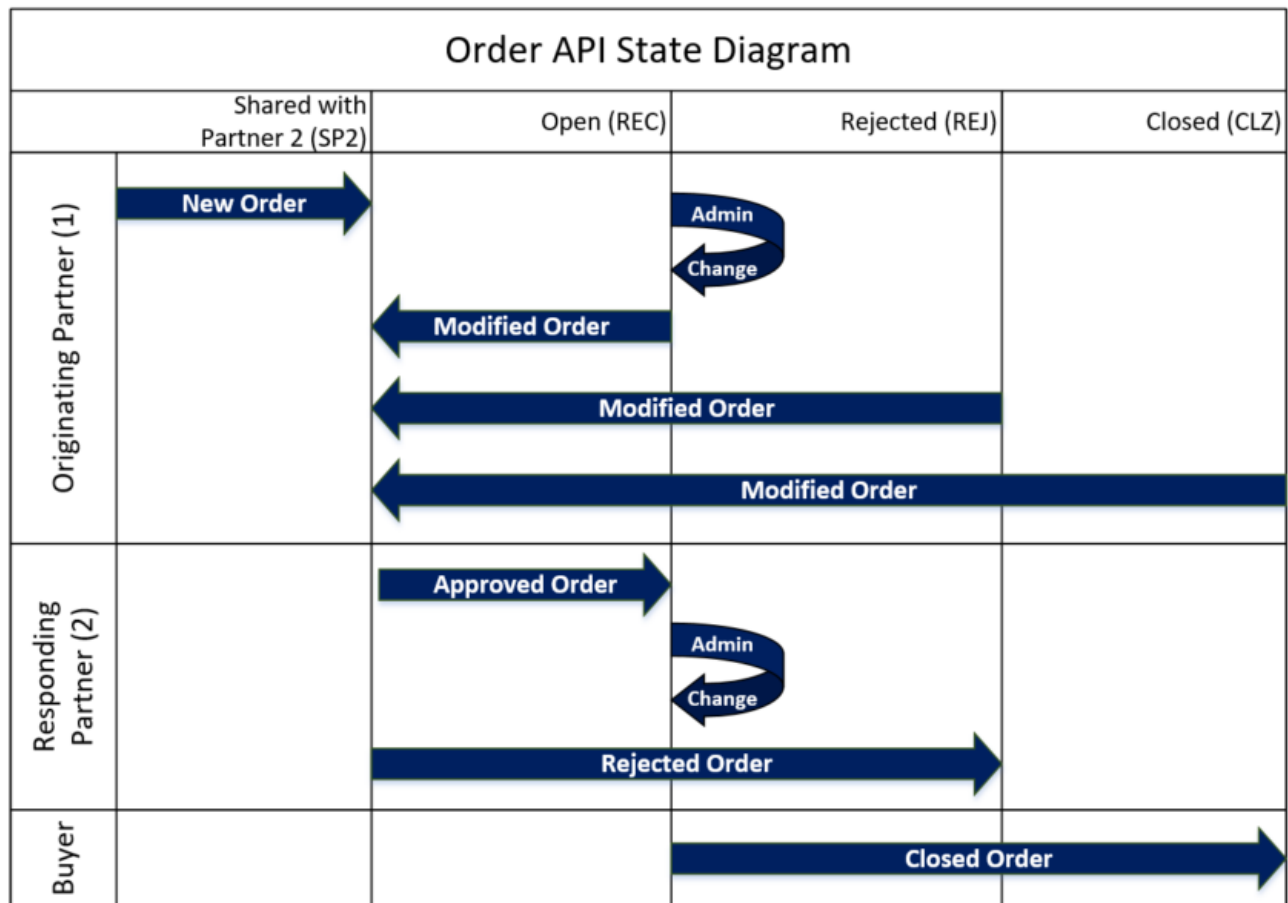 Order API State Diagram
Shared with
Partner 2 (SP2)
Open (REC)
Rejected (REJ)
Closed (CLZ)
Originating Partner (1)
New Order
Admin
Change
Modified Order
Modified Order
Modified Order
Responding
Partner (2)
Approved Order
Admin
Change
Rejected Order
Buyer
Closed Order